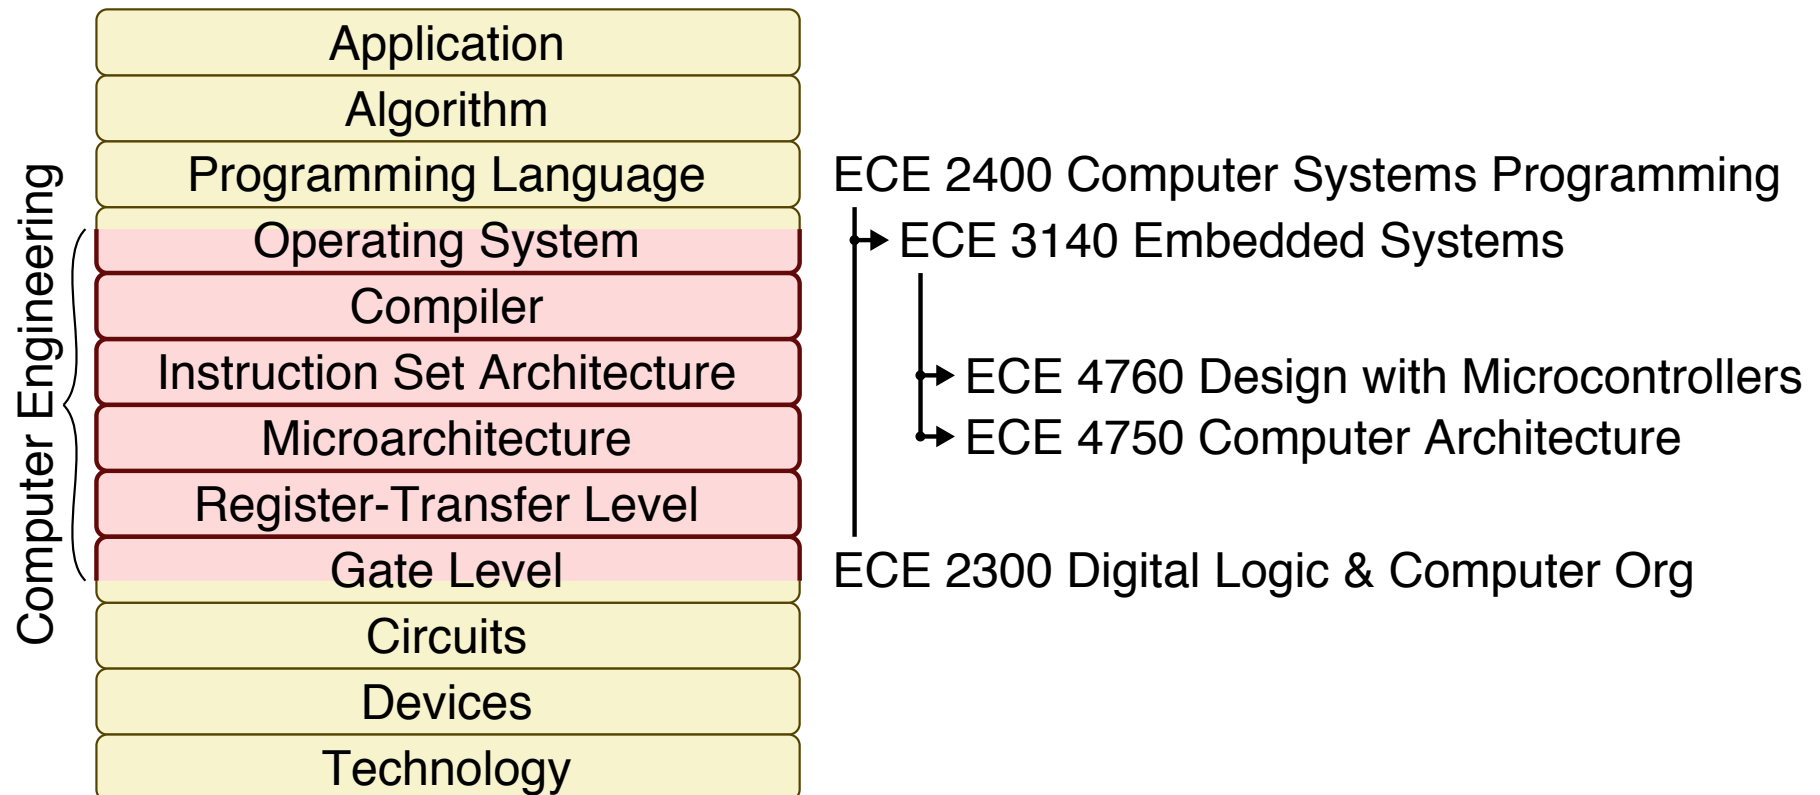 Application
Algorithm
Programming Language
Operating System
Compiler
Instruction Set Architecture
Microarchitecture
Register-Transfer Level
Gate Level
Circuits
Devices
Technology
Computer Engineering
ECE 2400 Computer Systems Programming
ECE 3140 Embedded Systems
ECE 4760 Design with Microcontrollers
ECE 4750 Computer Architecture
ECE 2300 Digital Logic & Computer Org